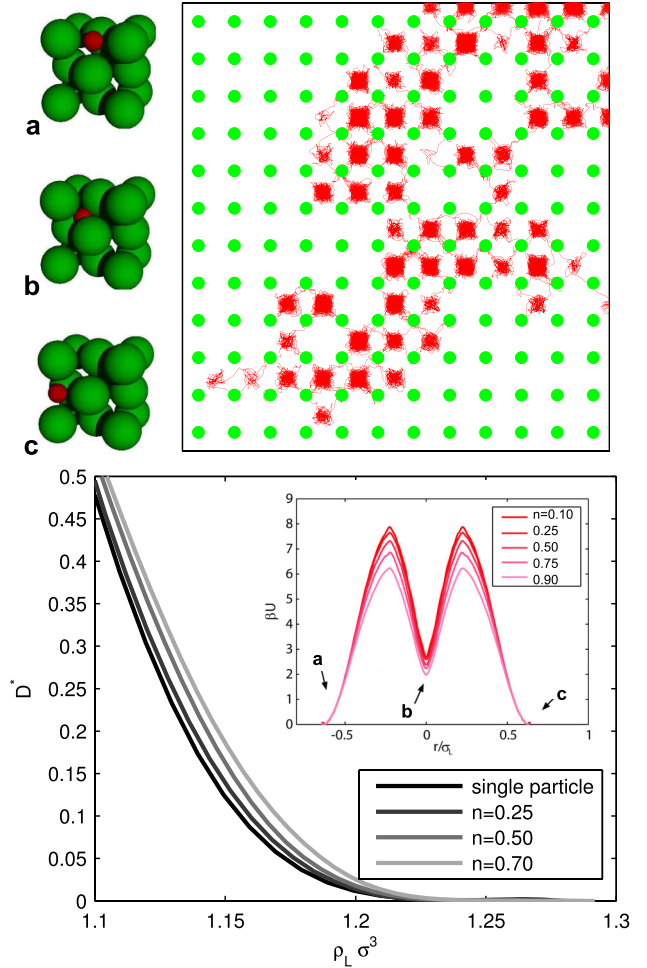 a
b
c
0.5
0.45
0.4
0.35
0.3
0.25
0.2
0.15
0.1
0.05
0
D*
1.1
1.15
1.2
1.25
1.3
ρ_L σ^3
9
8
7
6
5
4
3
2
1
0
βU
-0.5
0
0.5
1
r/σ_L
a
b
c
n=0.10
0.25
0.50
0.75
0.90
single particle
n=0.25
n=0.50
n=0.70